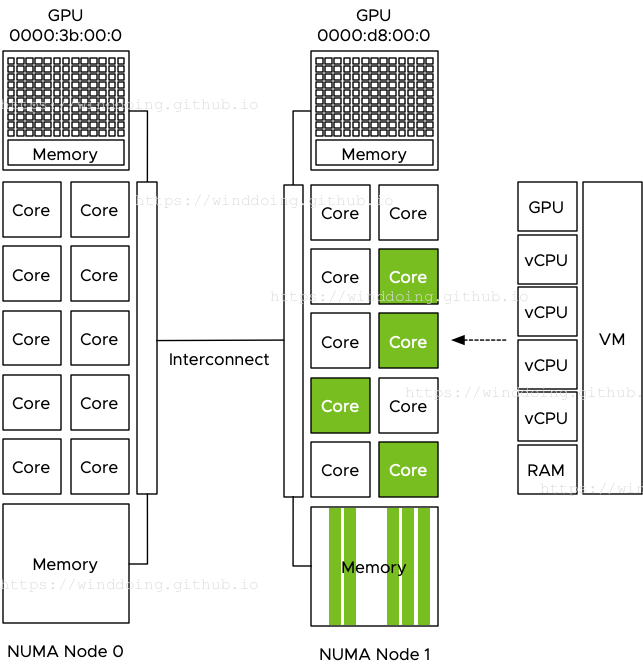 GPU
0000:3b:00:0
GPU
0000:d8:00:0
https://winddoing.github.io
Memory
Memory
https://winddoing.github.io
Core Core
Core Core
GPU
Core Core
Core Core
vCPU
https://winddoing.github.io
Core Core
Core Core
vCPU
VM
Interconnect
vCPU
https://winddoing.github.io
Core Core
Core Core
vCPU
Core Core
Core Core
RAM
https://win
Memory
Memory
https://winddoing.github.io
NUMA Node 0
NUMA Node 1